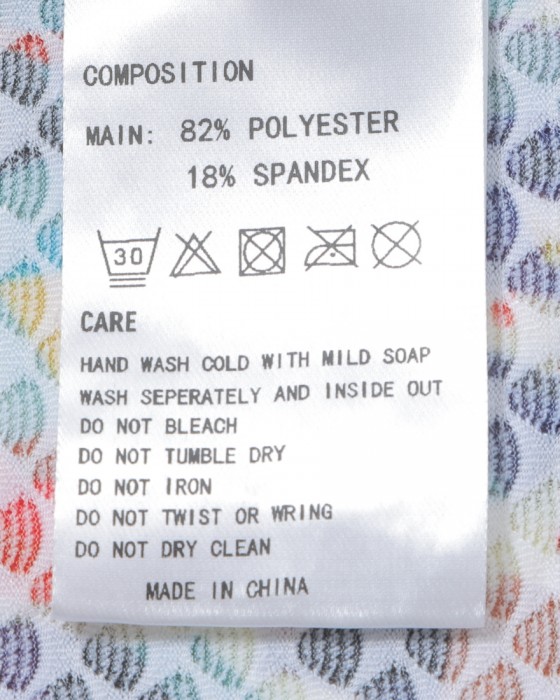 COMPOSITION
MAIN: 82% POLYESTER
18% SPANDEX
30
CARE
HAND WASH COLD WITH MILD SOAP
WASH SEPERATELY AND INSIDE OUT
DO NOT BLEACH
DO NOT TUMBLE DRY
DO NOT IRON
DO NOT TWIST OR WRING
DO NOT DRY CLEAN
MADE IN CHINA